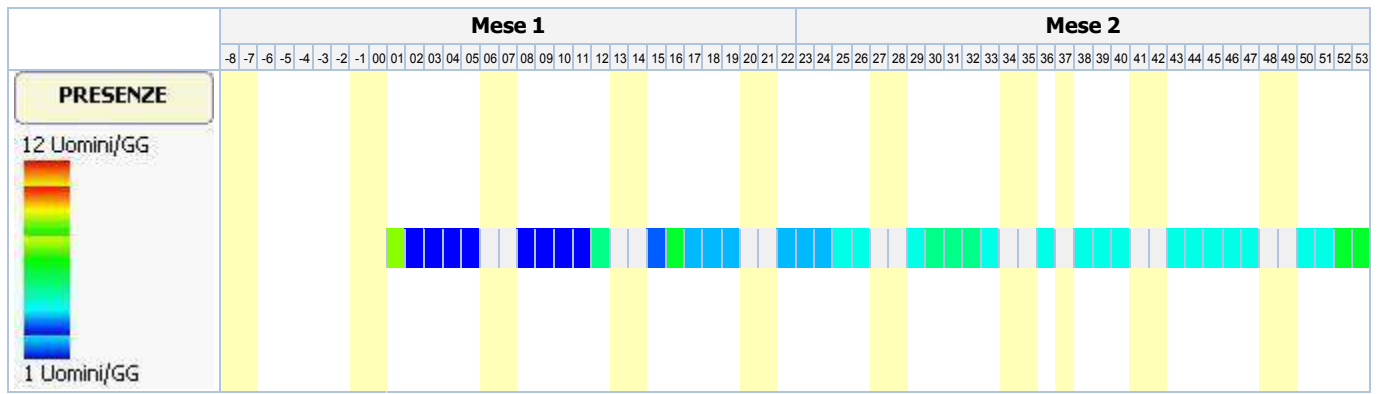 Mese 1 Mese 2
-8 -7 -6 -5 -4 -3 -2 -1 00 01 02 03 04 05 06 07 08 09 10 11 12 13 14 15 16 17 18 19 20 21 22 23 24 25 26 27 28 29 30 31 32 33 34 35 36 37 38 39 40 41 42 43 44 45 46 47 48 49 50 51 52 53
PRESENZE
12 Uomini/GG
1 Uomini/GG